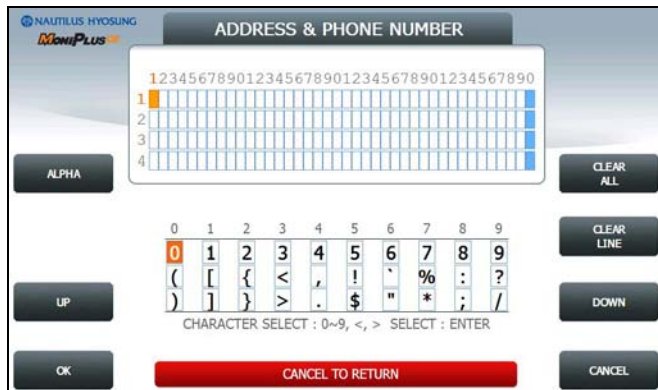 NAUTILUS HYOSUNG
MoniPlus
ADDRESS & PHONE NUMBER
1234567890123456789012345678901234567890
1
2
3
4
ALPHA
CLEAR ALL
0 1 2 3 4 5 6 7 8 9
CLEAR LINE
0 1 2 3 4 5 6 7 8 9
( [ { < , ! ` % : ?
) ] } > . $ " * ; /
UP
DOWN
CHARACTER SELECT : 0~9, <, > SELECT : ENTER
OK
CANCEL TO RETURN
CANCEL